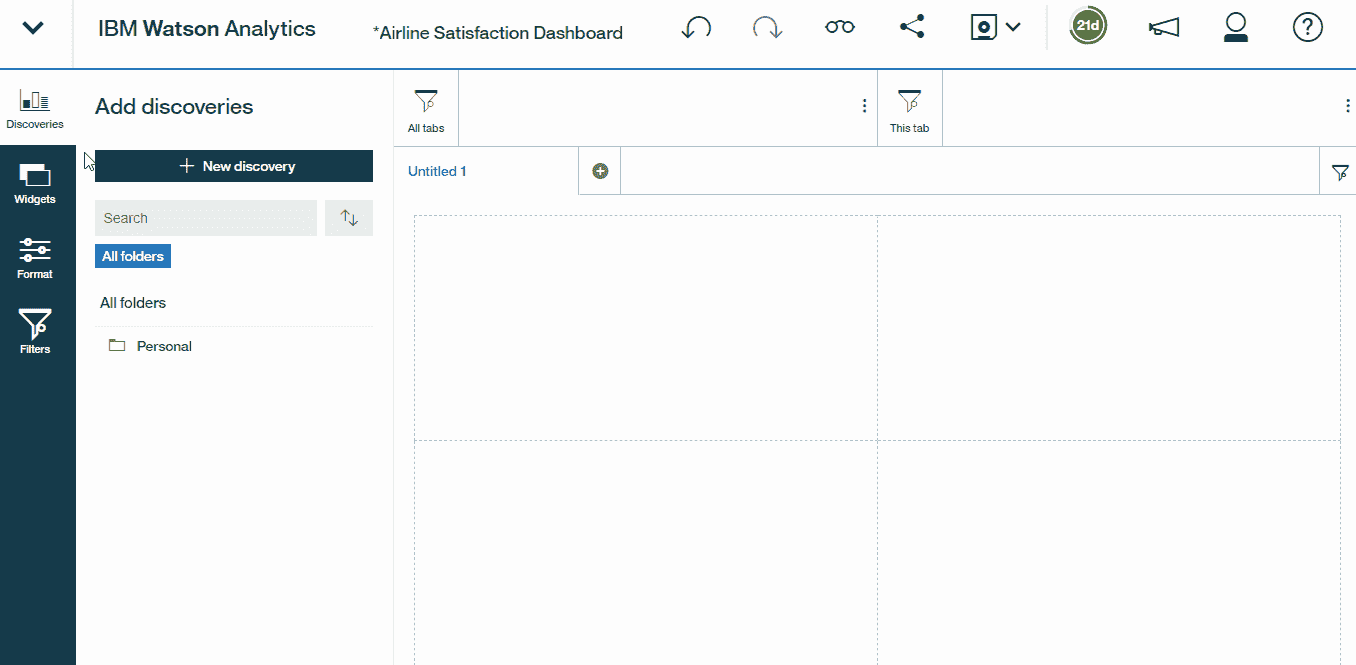 IBM Watson Analytics
*Airline Satisfaction Dashboard
21d
?
Discoveries
Widgets
Format
Filters
Add discoveries
+ New discovery
Search
All folders
All folders
Personal
All tabs
This tab
Untitled 1